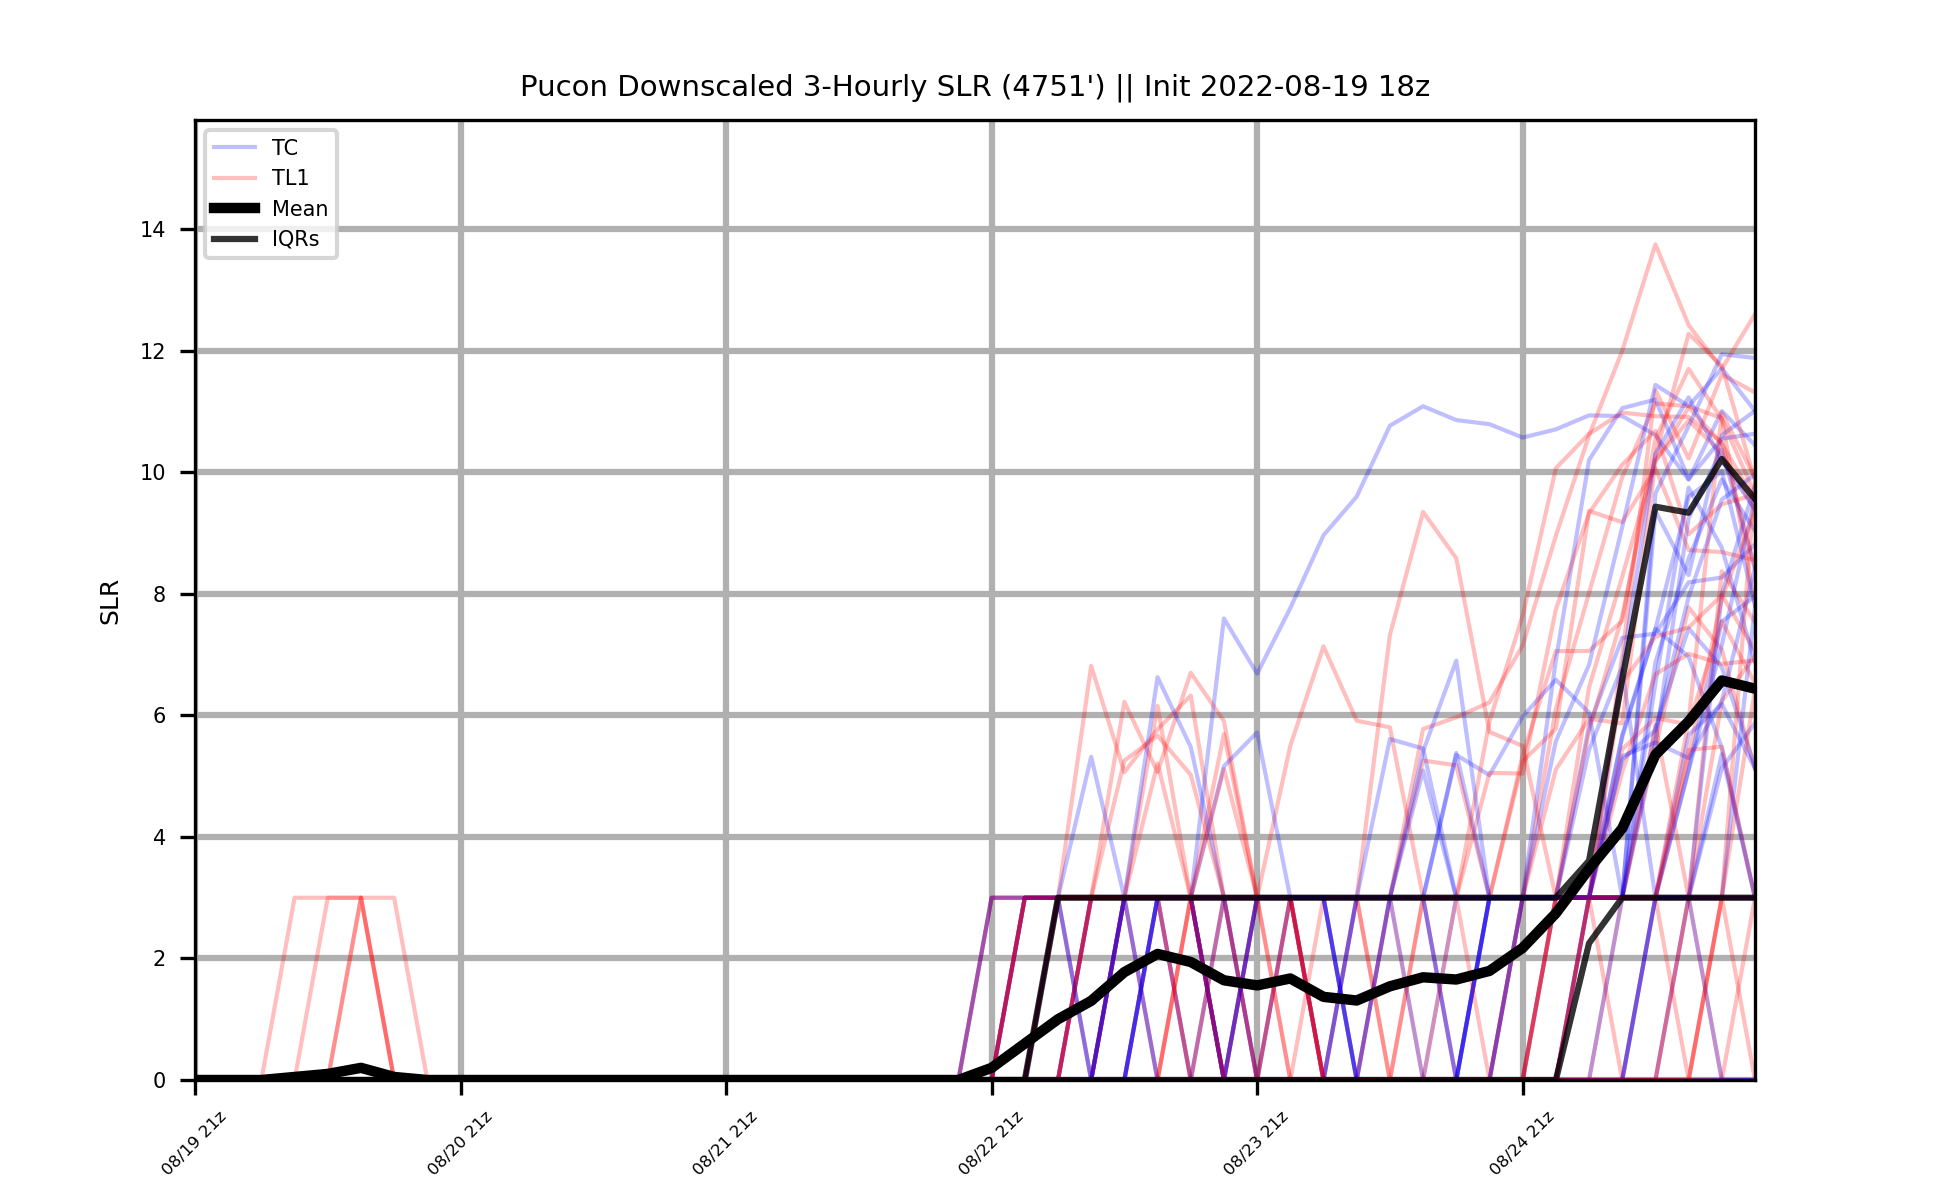 Pucon Downscaled 3-Hourly SLR (4751') || Init 2022-08-19 18z
TC
TL1
Mean
IQRs
SLR
14
12
10
8
6
4
2
0
08/19 21z
08/20 21z
08/21 21z
08/22 21z
08/23 21z
08/24 21z